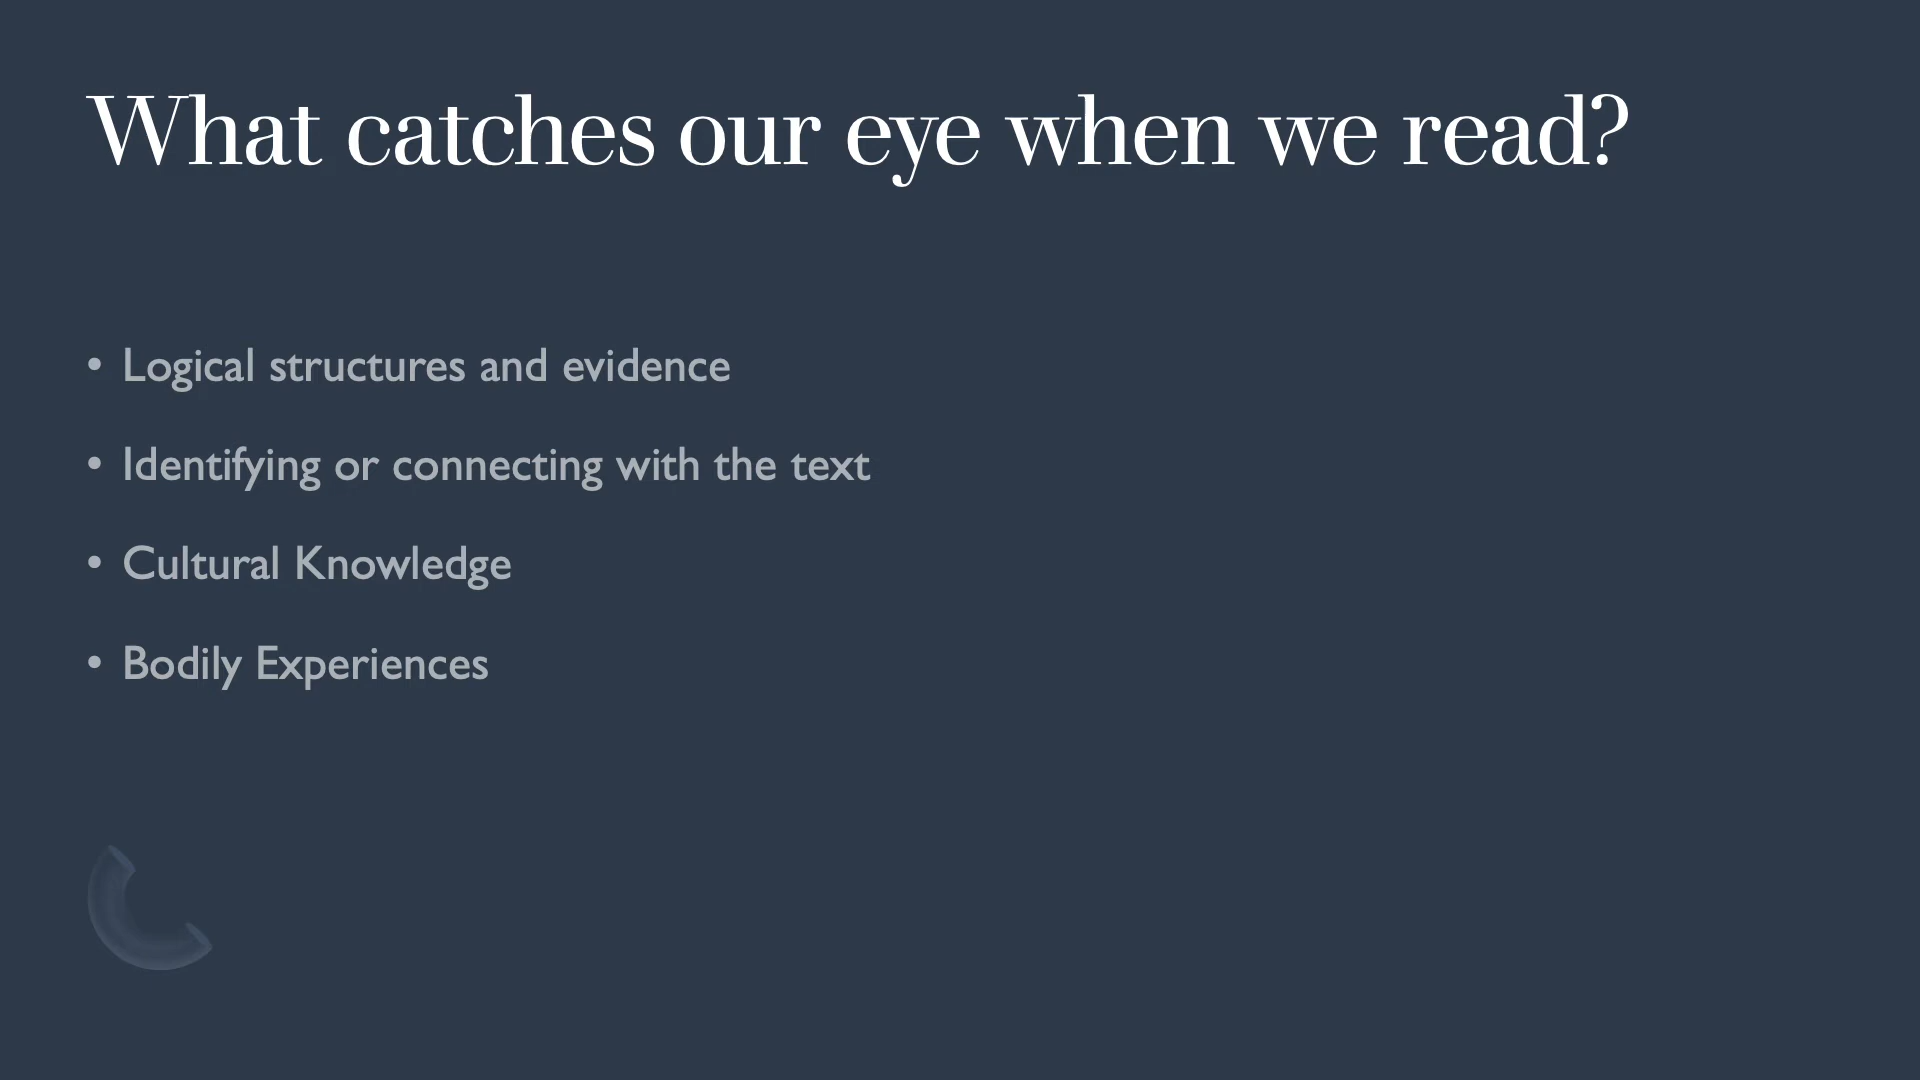 What catches our eye when we read?
• Logical structures and evidence
• Identifying or connecting with the text
• Cultural Knowledge
• Bodily Experiences